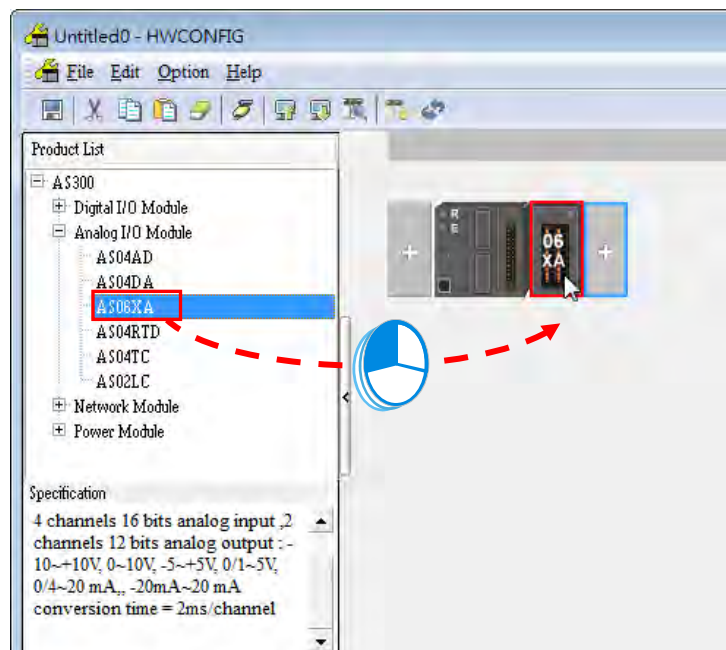 Untitled0 - HWCONFIG
File Edit Option Help
Product List
AS300
Digital I/O Module
Analog I/O Module
AS04AD
AS04DA
AS06XA
AS04RTD
AS04TC
AS02LC
Network Module
Power Module
Specification
4 channels 16 bits analog input ,2
channels 12 bits analog output : -
10~+10V, 0~10V, -5~+5V, 0/1~5V,
0/4~20 mA,, -20mA~20 mA
conversion time = 2ms/channel
R
E
06
XA